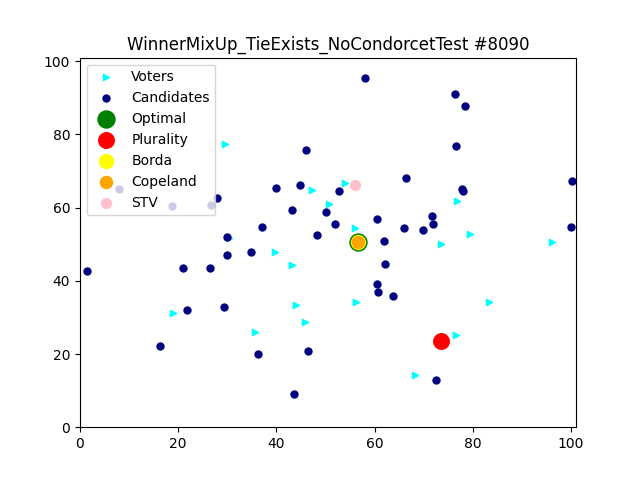 WinnerMixUp_TieExists_NoCondorcetTest #8090
Voters
Candidates
Optimal
Plurality
Borda
Copeland
STV
100
80
60
40
20
0
0 20 40 60 80 100